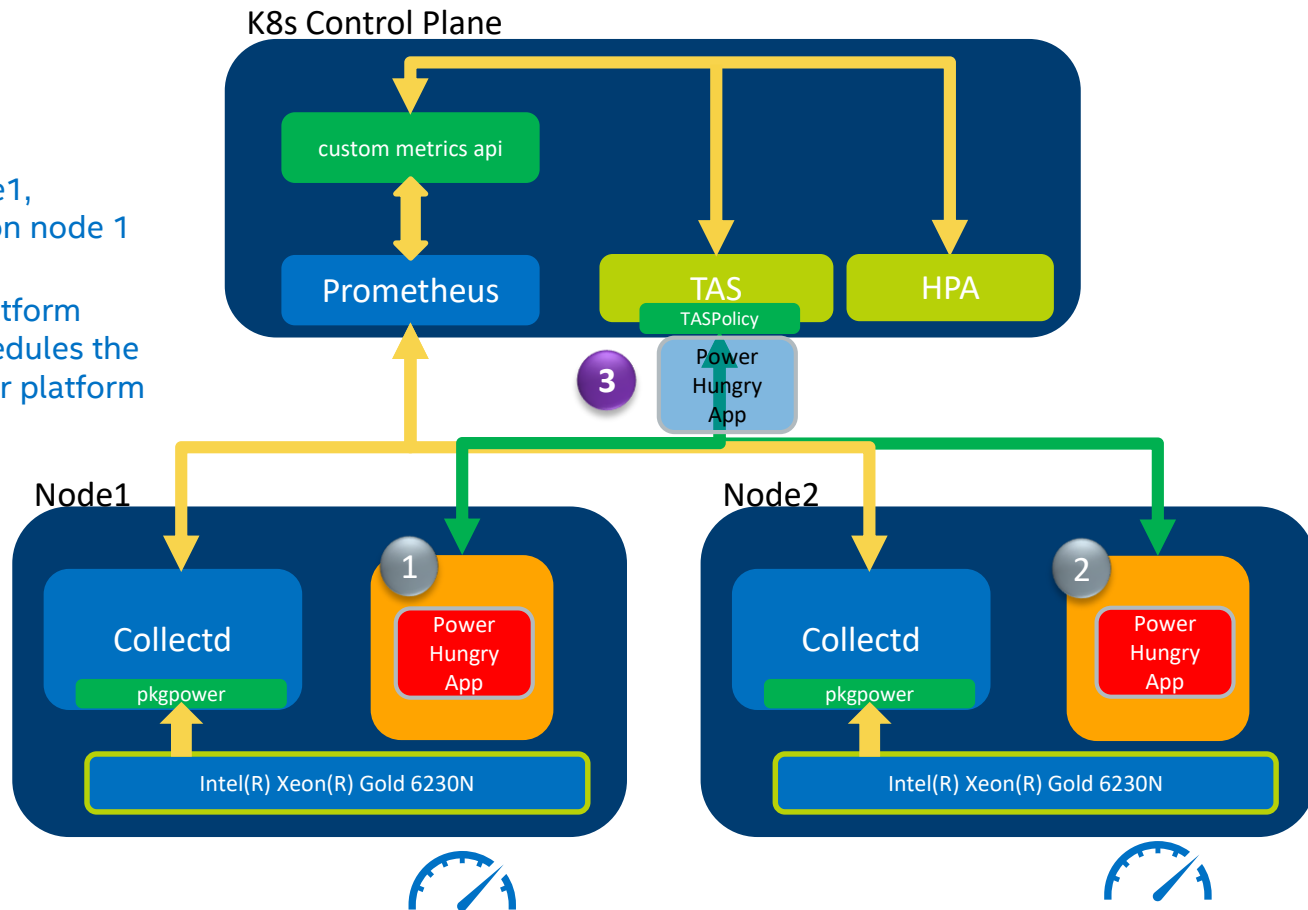 K8s Control Plane
custom metrics api
Prometheus
TAS
TASPolicy
HPA
on node 1
edules the
platform
3
Power
Hungry
App
Node1
1
Collectd
pkgpower
Power
Hungry
App
Intel(R) Xeon(R) Gold 6230N
Node2
2
Collectd
pkgpower
Power
Hungry
App
Intel(R) Xeon(R) Gold 6230N